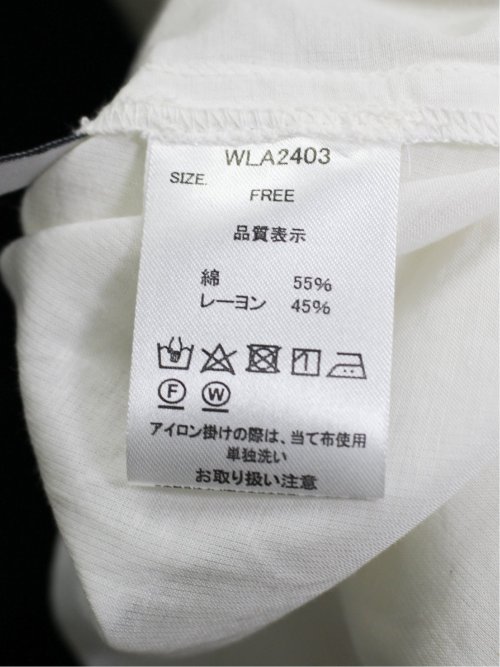 WLA2403
SIZE.
FREE
品質表示
綿 55%
レーヨン 45%
F W
アイロン掛けの際は、当て布使用
単独洗い
お取り扱い注意